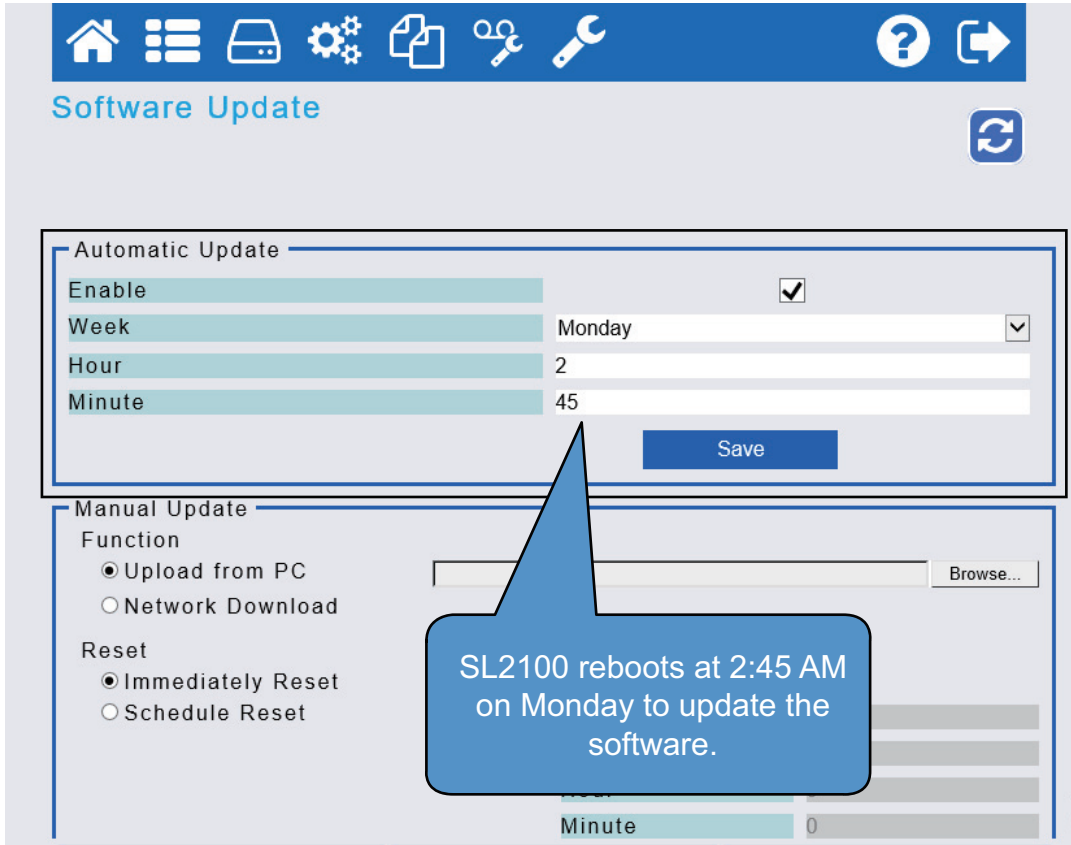 Software Update
Automatic Update
Enable
Week Monday
Hour 2
Minute 45
Save
Manual Update
Function
Upload from PC Browse...
Network Download
Reset
Immediately Reset
Schedule Reset
SL2100 reboots at 2:45 AM
on Monday to update the
software.
Minute 0